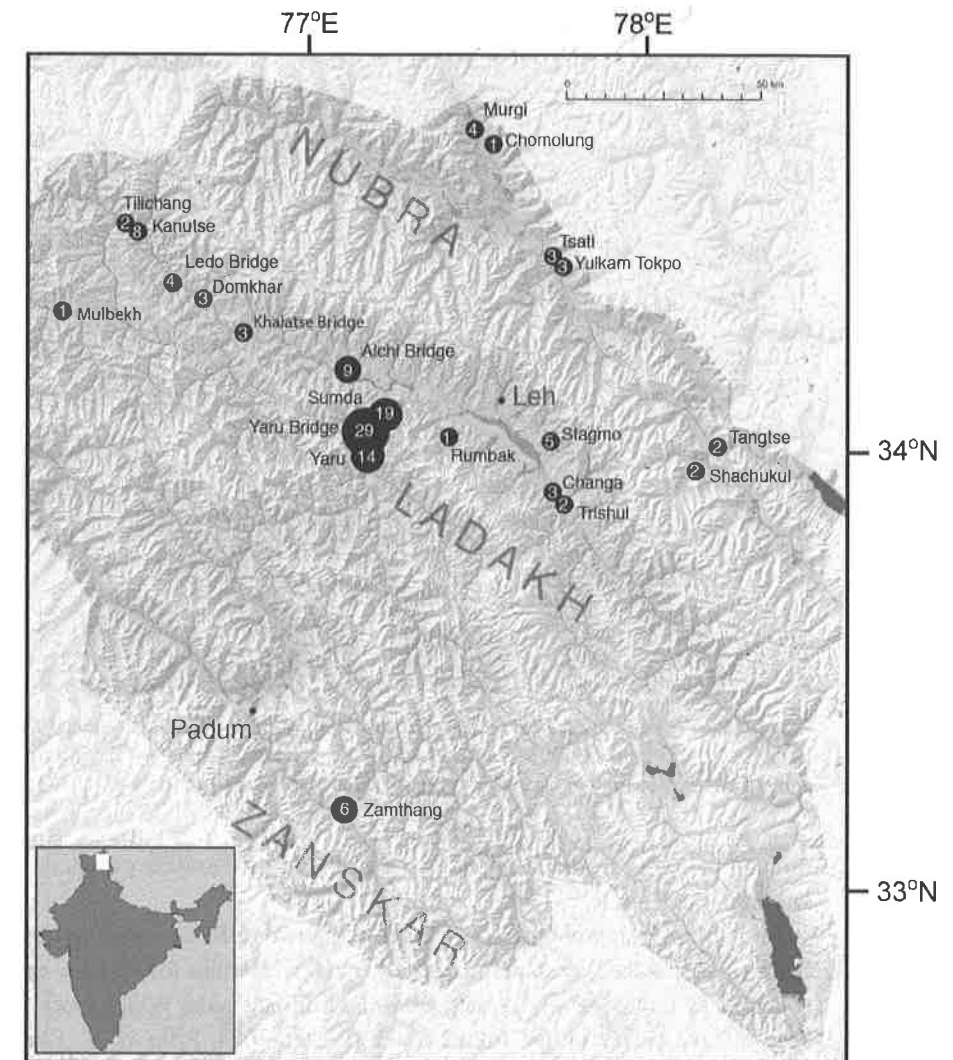 77°E
78°E
0
50 km
Murgi
4
1
Chomolung
NUBRA
Tilichang
2
8
Kanutse
Tsati
3
3
Yulkam Tokpo
Ledo Bridge
4
Domkhar
3
1
Mulbekh
Khalatse Bridge
3
Alchi Bridge
9
Leh
Sumda
19
Yaru Bridge
29
1
Rumbak
5
Stagmo
Tangtse
2
34°N
Yaru
14
2
Shachukul
Changa
3
2
Trishul
LADAKH
Padum
6
Zamthang
ZANSKAR
33°N